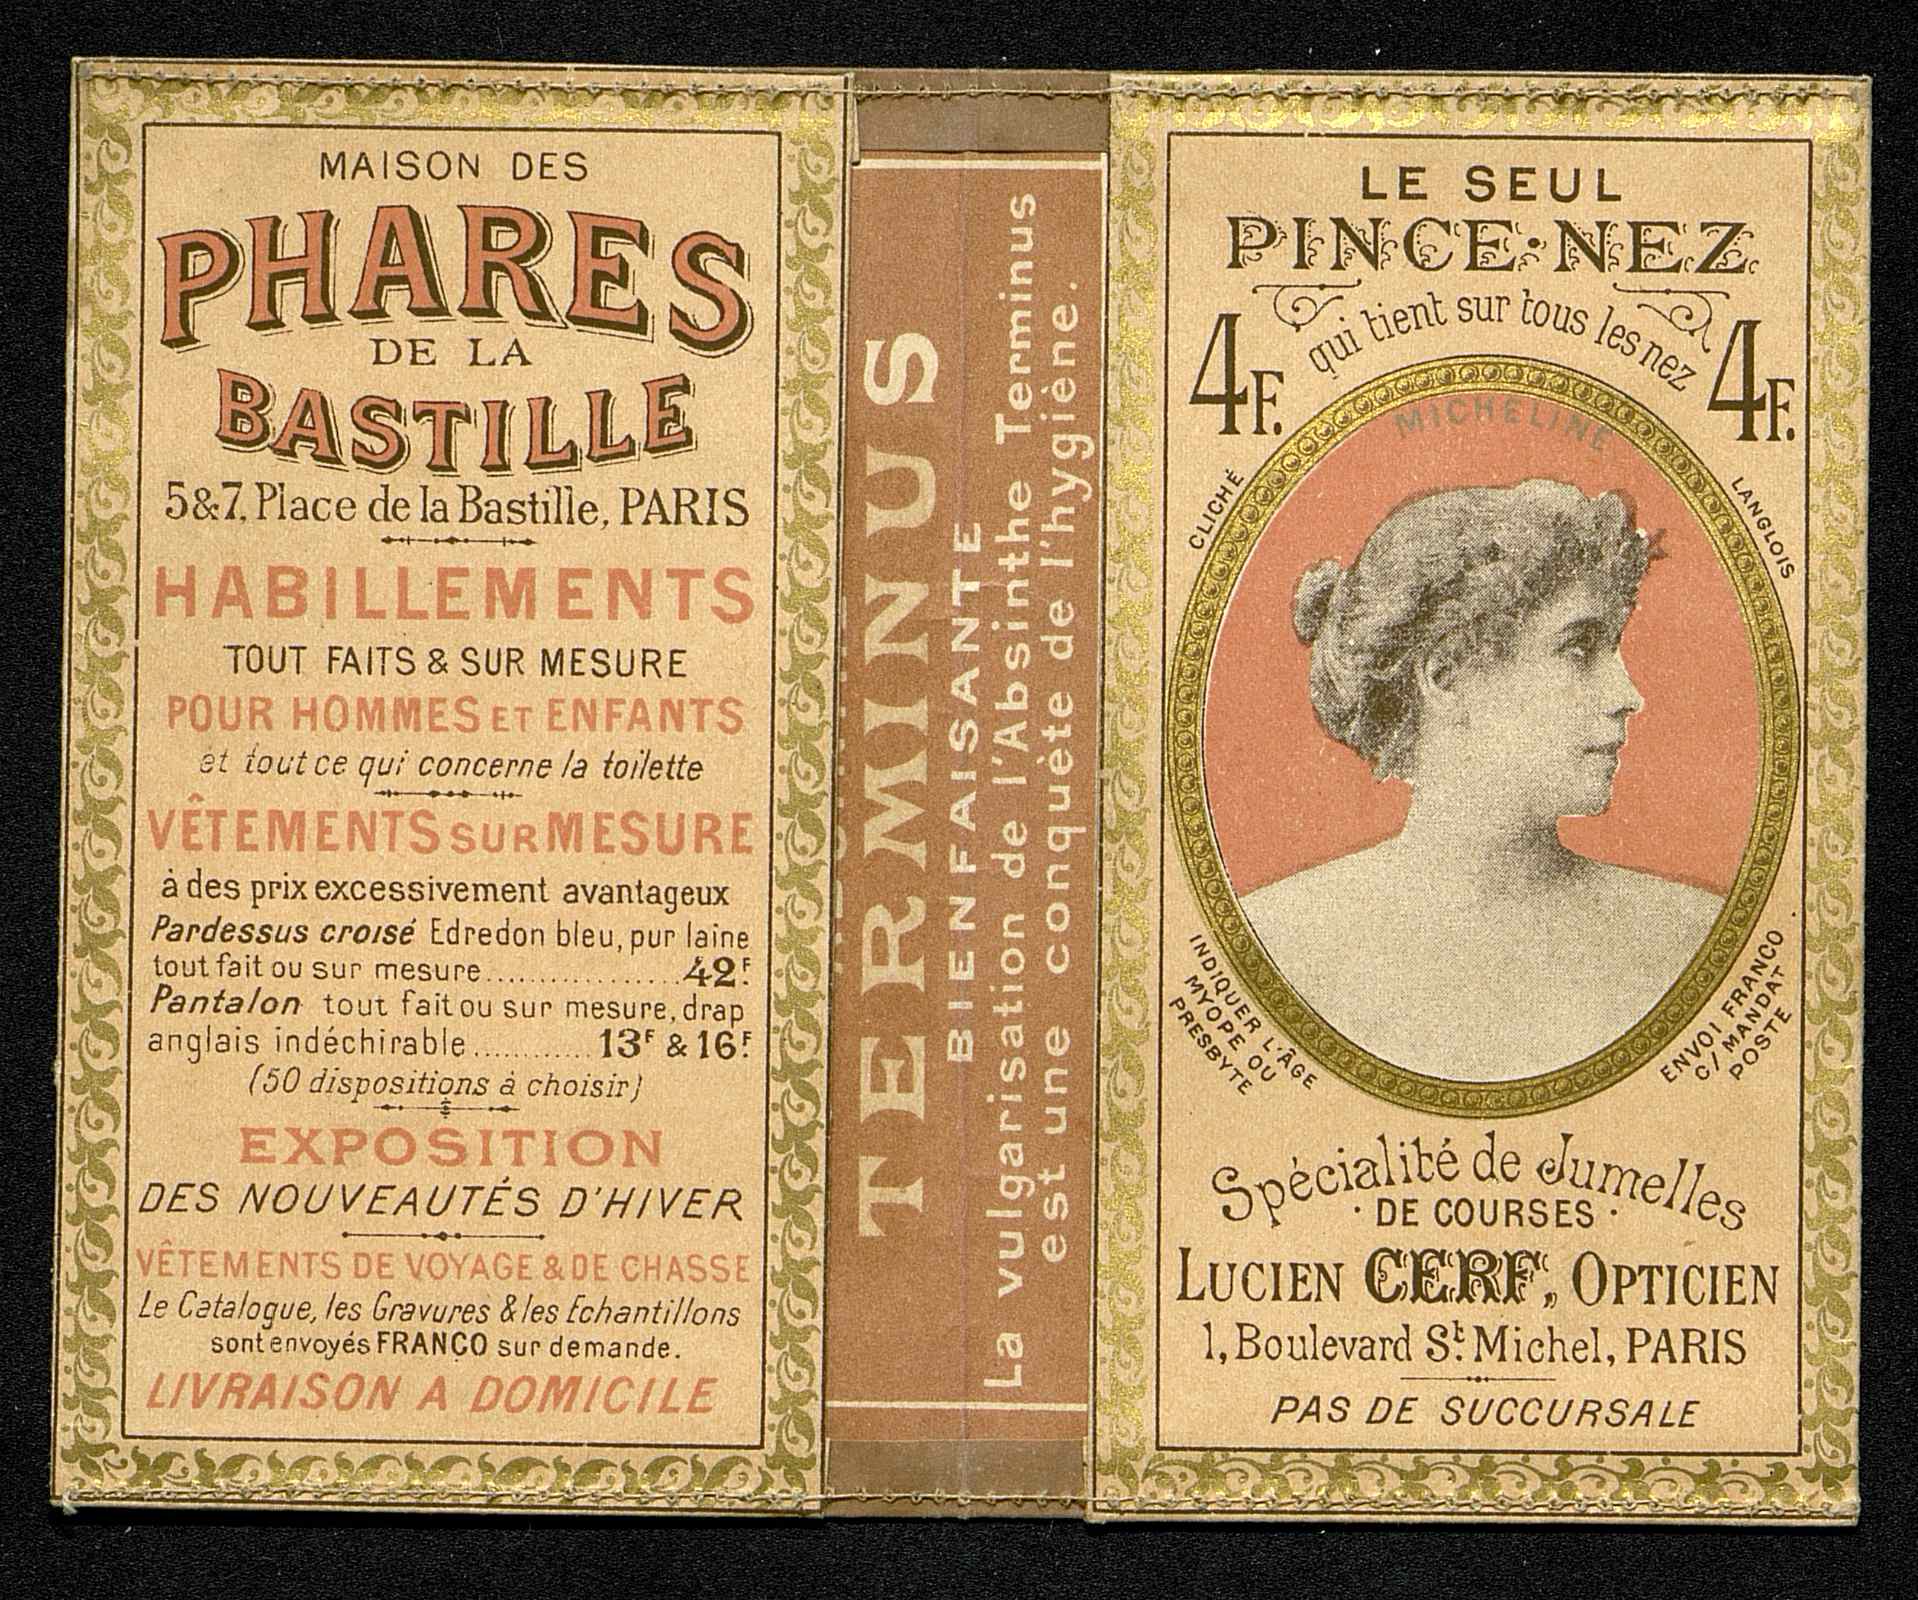 MAISON DES
PHARES
DE LA
BASTILLE
5 & 7, Place de la Bastille, PARIS
HABILLEMENTS
TOUT FAITS & SUR MESURE
POUR HOMMES ET ENFANTS
et tout ce qui concerne la toilette
VÊTEMENTS SUR MESURE
à des prix excessivement avantageux
Pardessus croisé Edredon bleu, pur laine
tout fait ou sur mesure.................42F.
Pantalon tout fait ou sur mesure, drap
anglais indéchirable............13F & 16F.
(50 dispositions à choisir)
EXPOSITION
DES NOUVEAUTÉS D'HIVER
VÊTEMENTS DE VOYAGE & DE CHASSE
Le Catalogue, les Gravures & les Echantillons
sont envoyés FRANCO sur demande.
LIVRAISON A DOMICILE
TERMINUS
BIENFAISANTE
La vulgarisation de l'Absinthe Terminus
est une conquète de l'hygiène.
LE SEUL
PINCE-NEZ
qui tient sur tous les nez
4F.
4F.
MICHELINE
CLICHÉ
LANGLOIS
INDIQUER L'ÂGE
MYOPE OU
PRESBYTE
ENVOI FRANCO
C/ MANDAT
POSTE
Spécialité de Jumelles
· DE COURSES ·
LUCIEN CERF, OPTICIEN
1, Boulevard St. Michel, PARIS
PAS DE SUCCURSALE